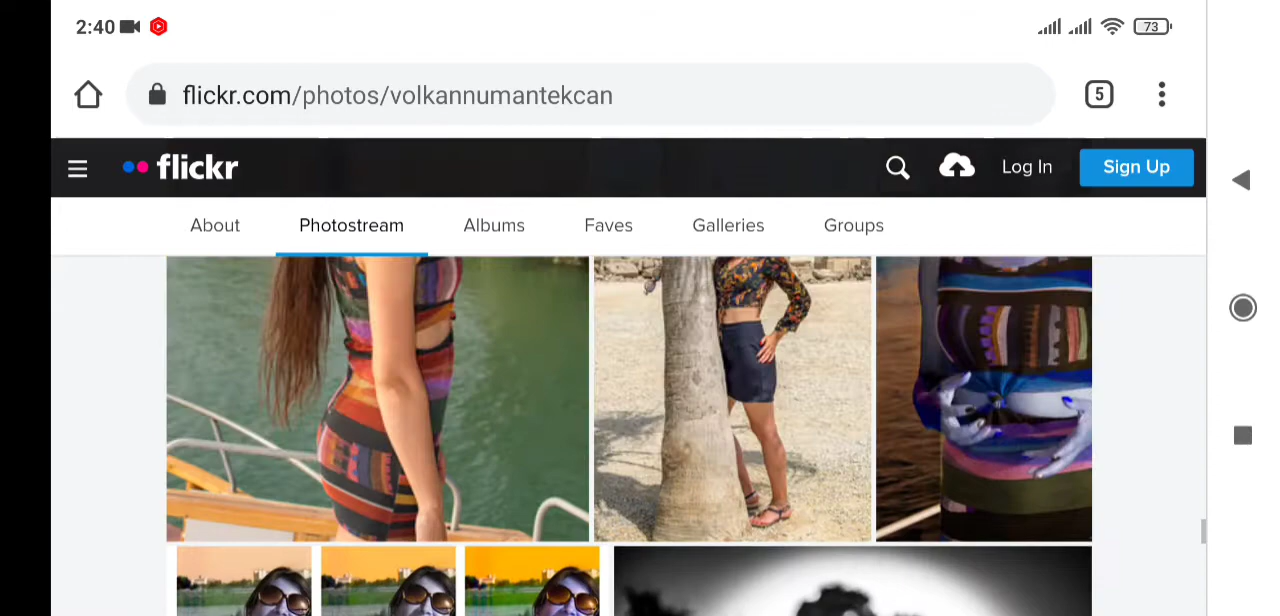 2:40
73
flickr.com/photos/volkannumantekcan
5
flickr
Log In
Sign Up
About
Photostream
Albums
Faves
Galleries
Groups